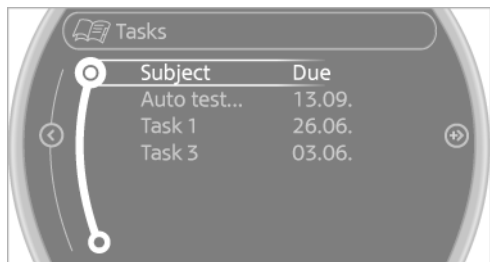 Tasks
Subject Due
Auto test... 13.09.
Task 1 26.06.
Task 3 03.06.